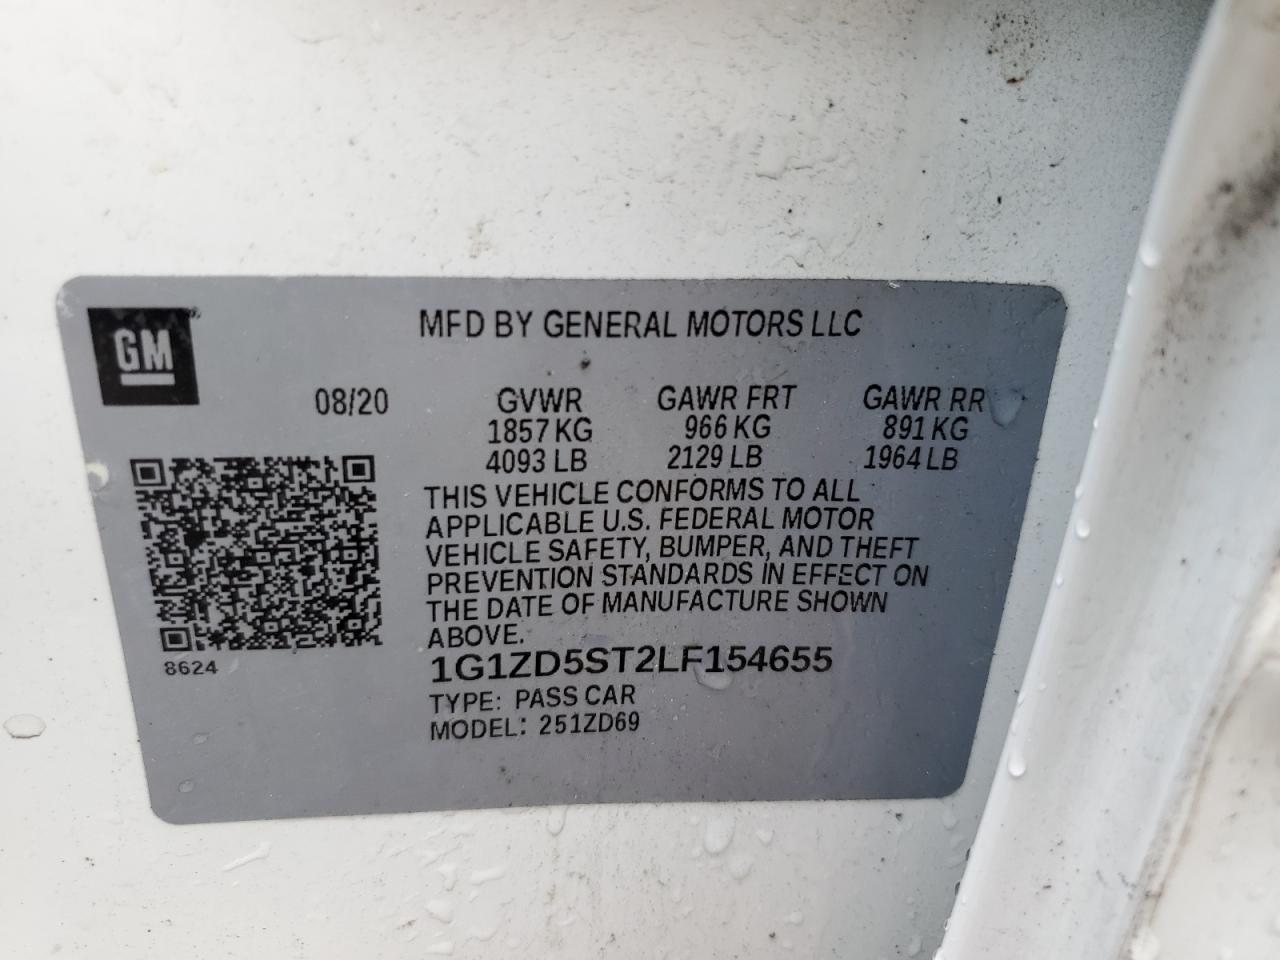 GM
MFD BY GENERAL MOTORS LLC
08/20
GVWR GAWR FRT GAWR RR
1857 KG 966 KG 891 KG
4093 LB 2129 LB 1964 LB
THIS VEHICLE CONFORMS TO ALL
APPLICABLE U.S. FEDERAL MOTOR
VEHICLE SAFETY, BUMPER, AND THEFT
PREVENTION STANDARDS IN EFFECT ON
THE DATE OF MANUFACTURE SHOWN
ABOVE.
8624
1G1ZD5ST2LF154655
TYPE: PASS CAR
MODEL: 251ZD69